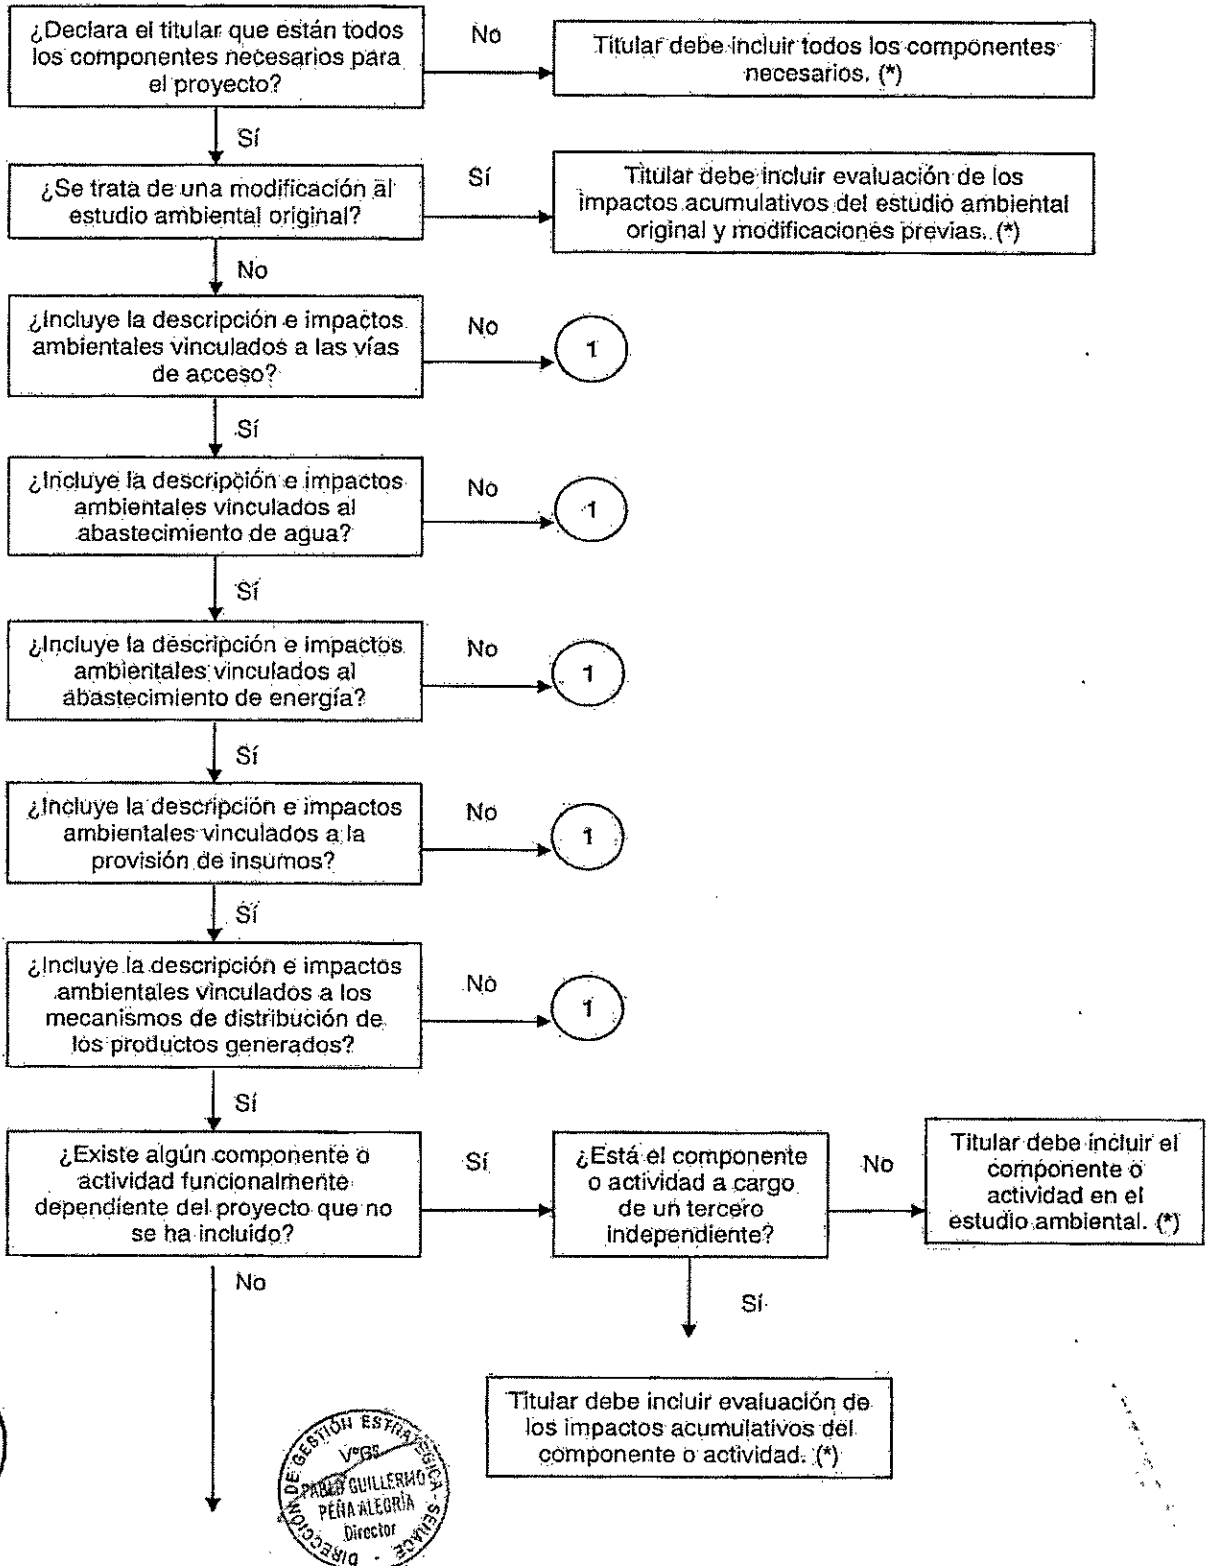 ¿Declara el titular que están todos
los componentes necesarios para
el proyecto?
No
Titular debe incluir todos los componentes
necesarios. (*)
Sí
¿Se trata de una modificación al
estudio ambiental original?
Sí
Titular debe incluir evaluación de los
impactos acumulativos del estudio ambiental
original y modificaciones previas. (*)
No
¿Incluye la descripción e impactos
ambientales vinculados a las vías
de acceso?
No
1
Sí
¿Incluye la descripción e impactos
ambientales vinculados al
abastecimiento de agua?
No
1
Sí
¿Incluye la descripción e impactos
ambientales vinculados al
abastecimiento de energía?
No
1
Sí
¿Incluye la descripción e impactos
ambientales vinculados a la
provisión de insumos?
No
1
Sí
¿Incluye la descripción e impactos
ambientales vinculados a los
mecanismos de distribución de
los productos generados?
No
1
Sí
¿Existe algún componente o
actividad funcionalmente
dependiente del proyecto que no
se ha incluido?
Sí
¿Está el componente
o actividad a cargo
de un tercero
independiente?
No
Titular debe incluir el
componente o
actividad en el
estudio ambiental. (*)
No
Sí
Titular debe incluir evaluación de
los impactos acumulativos del
componente o actividad. (*)
DIRECCIÓN DE GESTIÓN ESTRATÉGICA - SENACE -
PABLO GUILLERMO
PEÑA ALEGRÍA
Director